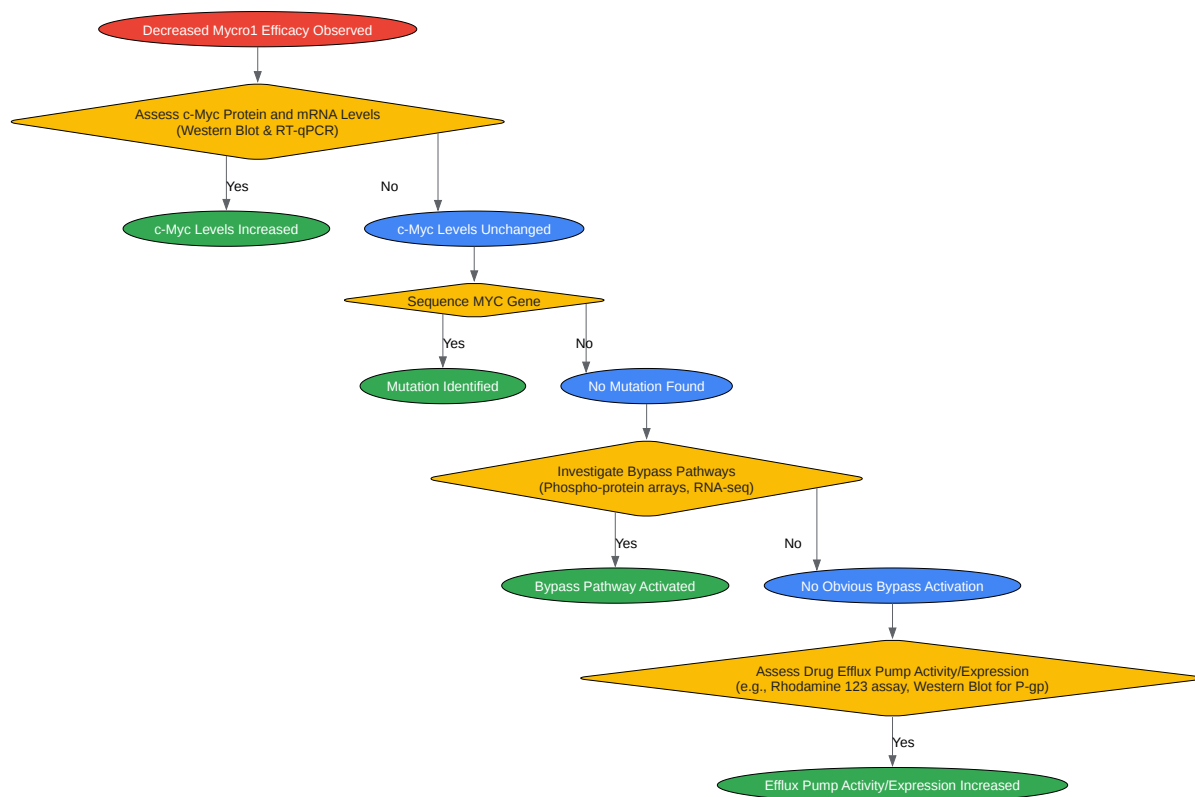 Decreased Mycro1 Efficacy Observed
Assess c-Myc Protein and mRNA Levels
(Western Blot & RT-qPCR)
Yes
No
c-Myc Levels Increased
c-Myc Levels Unchanged
Sequence MYC Gene
Yes
No
Mutation Identified
No Mutation Found
Investigate Bypass Pathways
(Phospho-protein arrays, RNA-seq)
Yes
No
Bypass Pathway Activated
No Obvious Bypass Activation
Assess Drug Efflux Pump Activity/Expression
(e.g., Rhodamine 123 assay, Western Blot for P-gp)
Yes
Efflux Pump Activity/Expression Increased